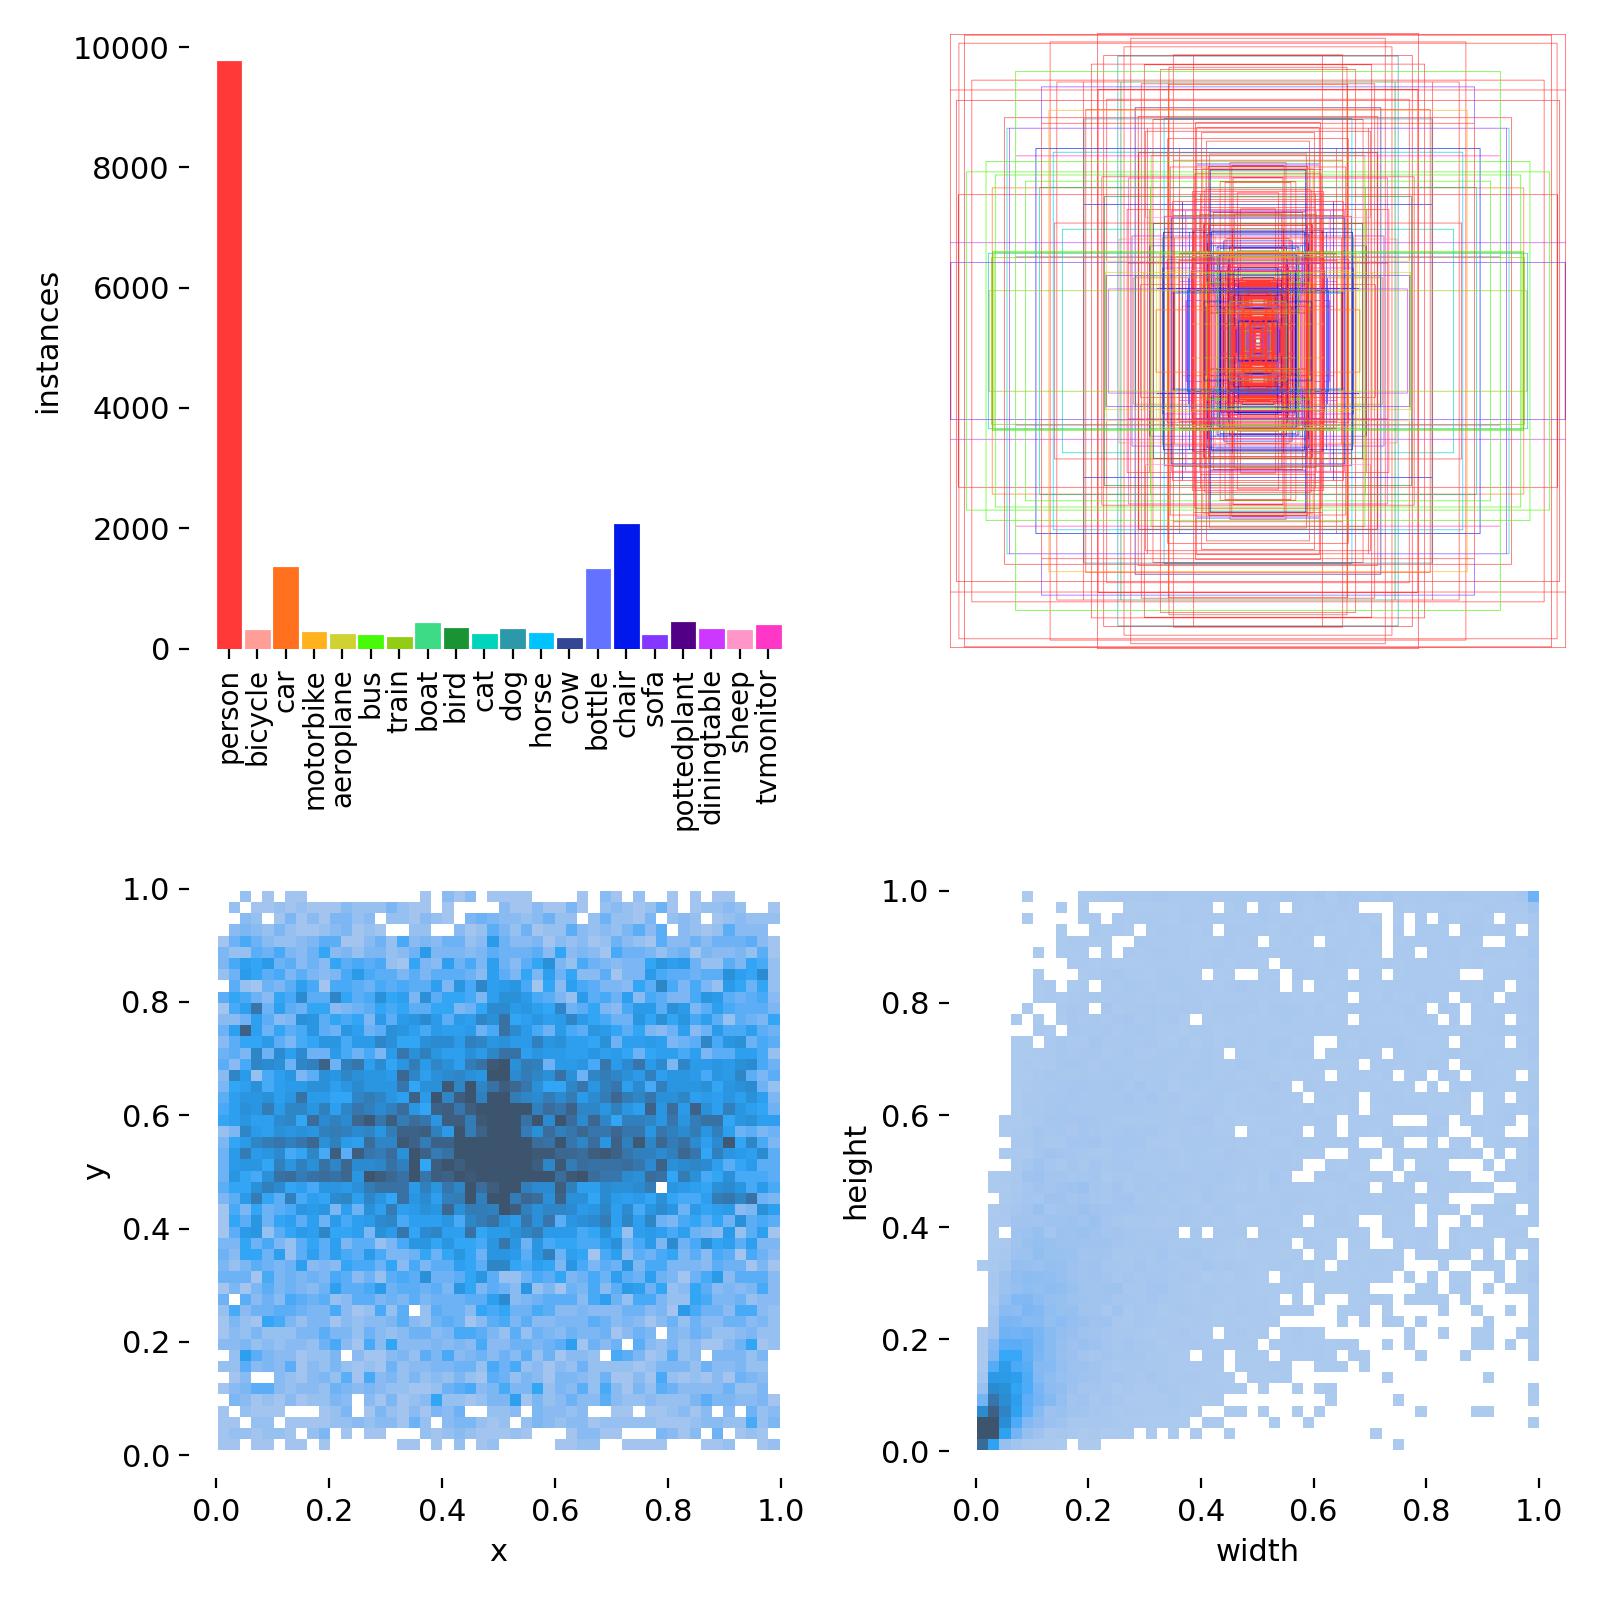 10000
8000
6000
4000
2000
0
instances
person
bicycle
car
motorbike
aeroplane
bus
train
boat
bird
cat
dog
horse
cow
bottle
chair
sofa
pottedplant
diningtable
sheep
tvmonitor
1.0
0.8
0.6
0.4
0.2
0.0
y
0.0 0.2 0.4 0.6 0.8 1.0
x
1.0
0.8
0.6
0.4
0.2
0.0
height
0.0 0.2 0.4 0.6 0.8 1.0
width